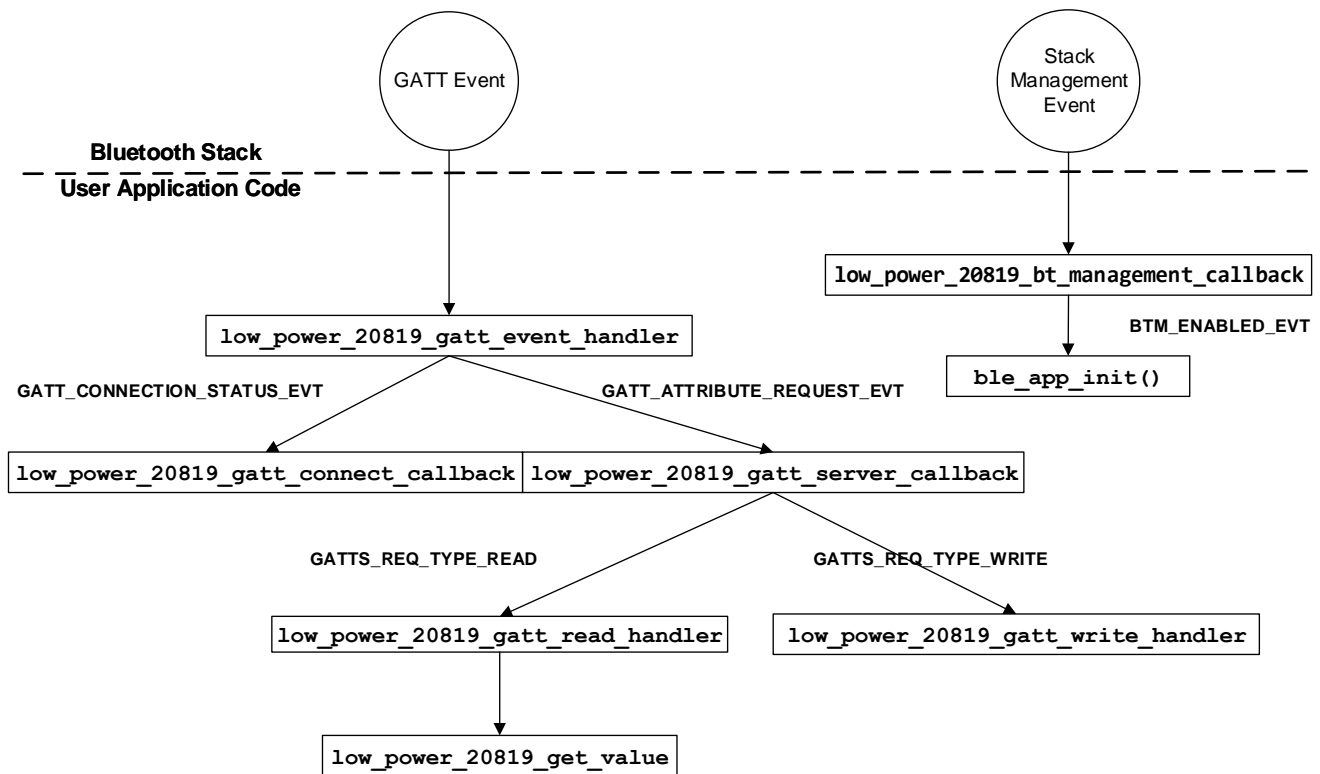 GATT Event
Stack
Management
Event
Bluetooth Stack
User Application Code
low_power_20819_bt_management_callback
BTM_ENABLED_EVT
low_power_20819_gatt_event_handler
ble_app_init()
GATT_CONNECTION_STATUS_EVT
GATT_ATTRIBUTE_REQUEST_EVT
low_power_20819_gatt_connect_callback
low_power_20819_gatt_server_callback
GATTS_REQ_TYPE_READ
GATTS_REQ_TYPE_WRITE
low_power_20819_gatt_read_handler
low_power_20819_gatt_write_handler
low_power_20819_get_value